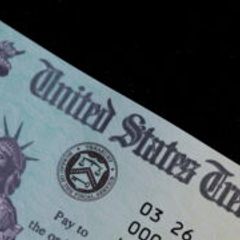 United States Tre
03 26
000
Pay to
the or